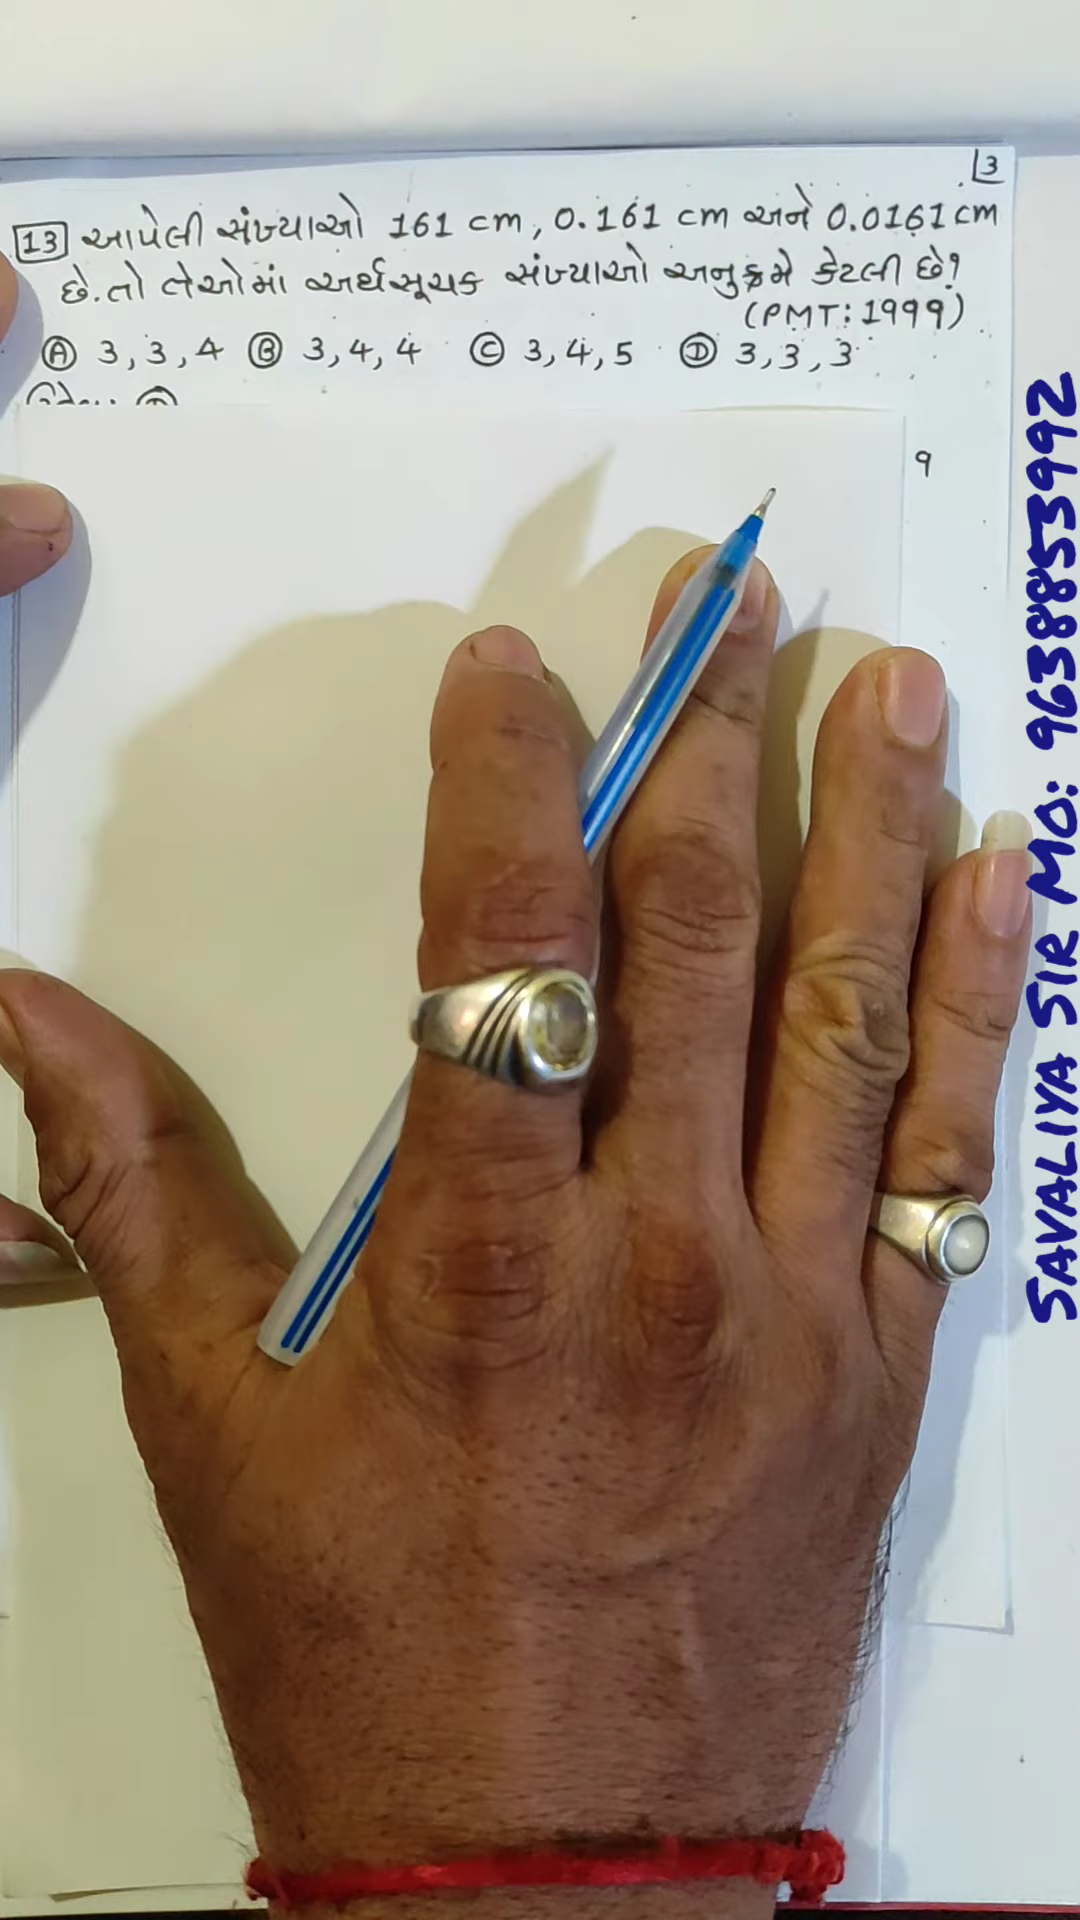 3
13 આપેલી સંખ્યાઓ 161 cm, 0.161 cm અને 0.0161 cm
છે. તો તેઓમાં અર્થસૂચક સંખ્યાઓ અનુક્રમે કેટલી છે?
(PMT: 1999)
Ⓐ 3, 3, 4 Ⓑ 3, 4, 4 Ⓒ 3, 4, 5 Ⓓ 3, 3, 3
SAVALIYA SIR MO: 9638853992